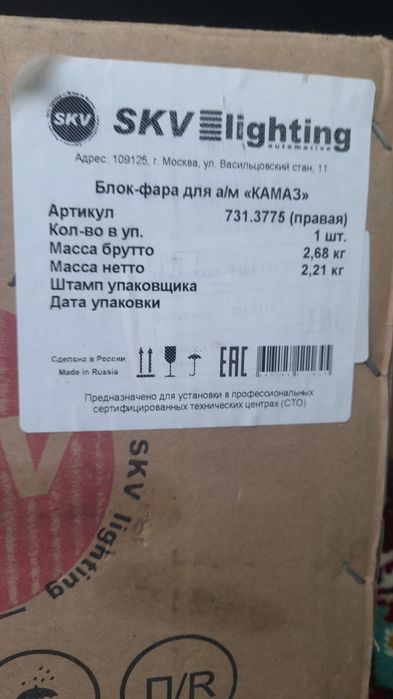 SKV
SKV lighting
automotive
Адрес: 109125, г. Москва, ул. Васильцовский стан, 11
Блок-фара для а/м «КАМАЗ»
Артикул 731.3775 (правая)
Кол-во в уп. 1 шт.
Масса брутто 2,68 кг
Масса нетто 2,21 кг
Штамп упаковщика
Дата упаковки
Сделано в России
Made in Russia
EAC
Предназначено для установки в профессиональных
сертифицированных технических центрах (СТО)
SKV lighting
П/R